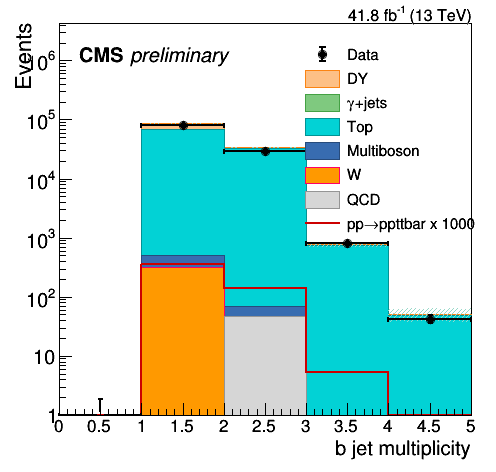 41.8 fb⁻¹ (13 TeV)
Events
CMS preliminary
Data
DY
γ+jets
Top
Multiboson
W
QCD
pp→ppttbar x 1000
10⁶
10⁵
10⁴
10³
10²
10
1
0 0.5 1 1.5 2 2.5 3 3.5 4 4.5 5
b jet multiplicity